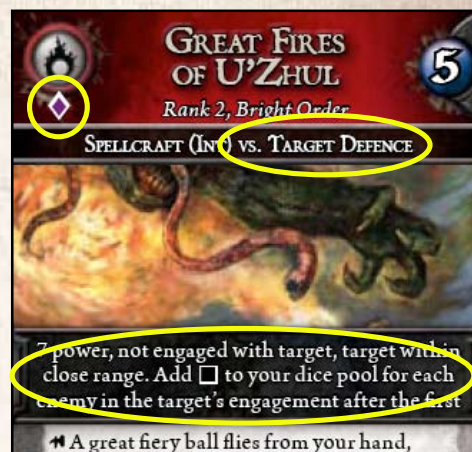 GREAT FIRES
OF U'ZHUL
5
Rank 2, Bright Order
SPELLCRAFT (INT) VS. TARGET DEFENCE
7 power, not engaged with target, target within
close range. Add □ to your dice pool for each
enemy in the target's engagement after the first
A great fiery ball flies from your hand,